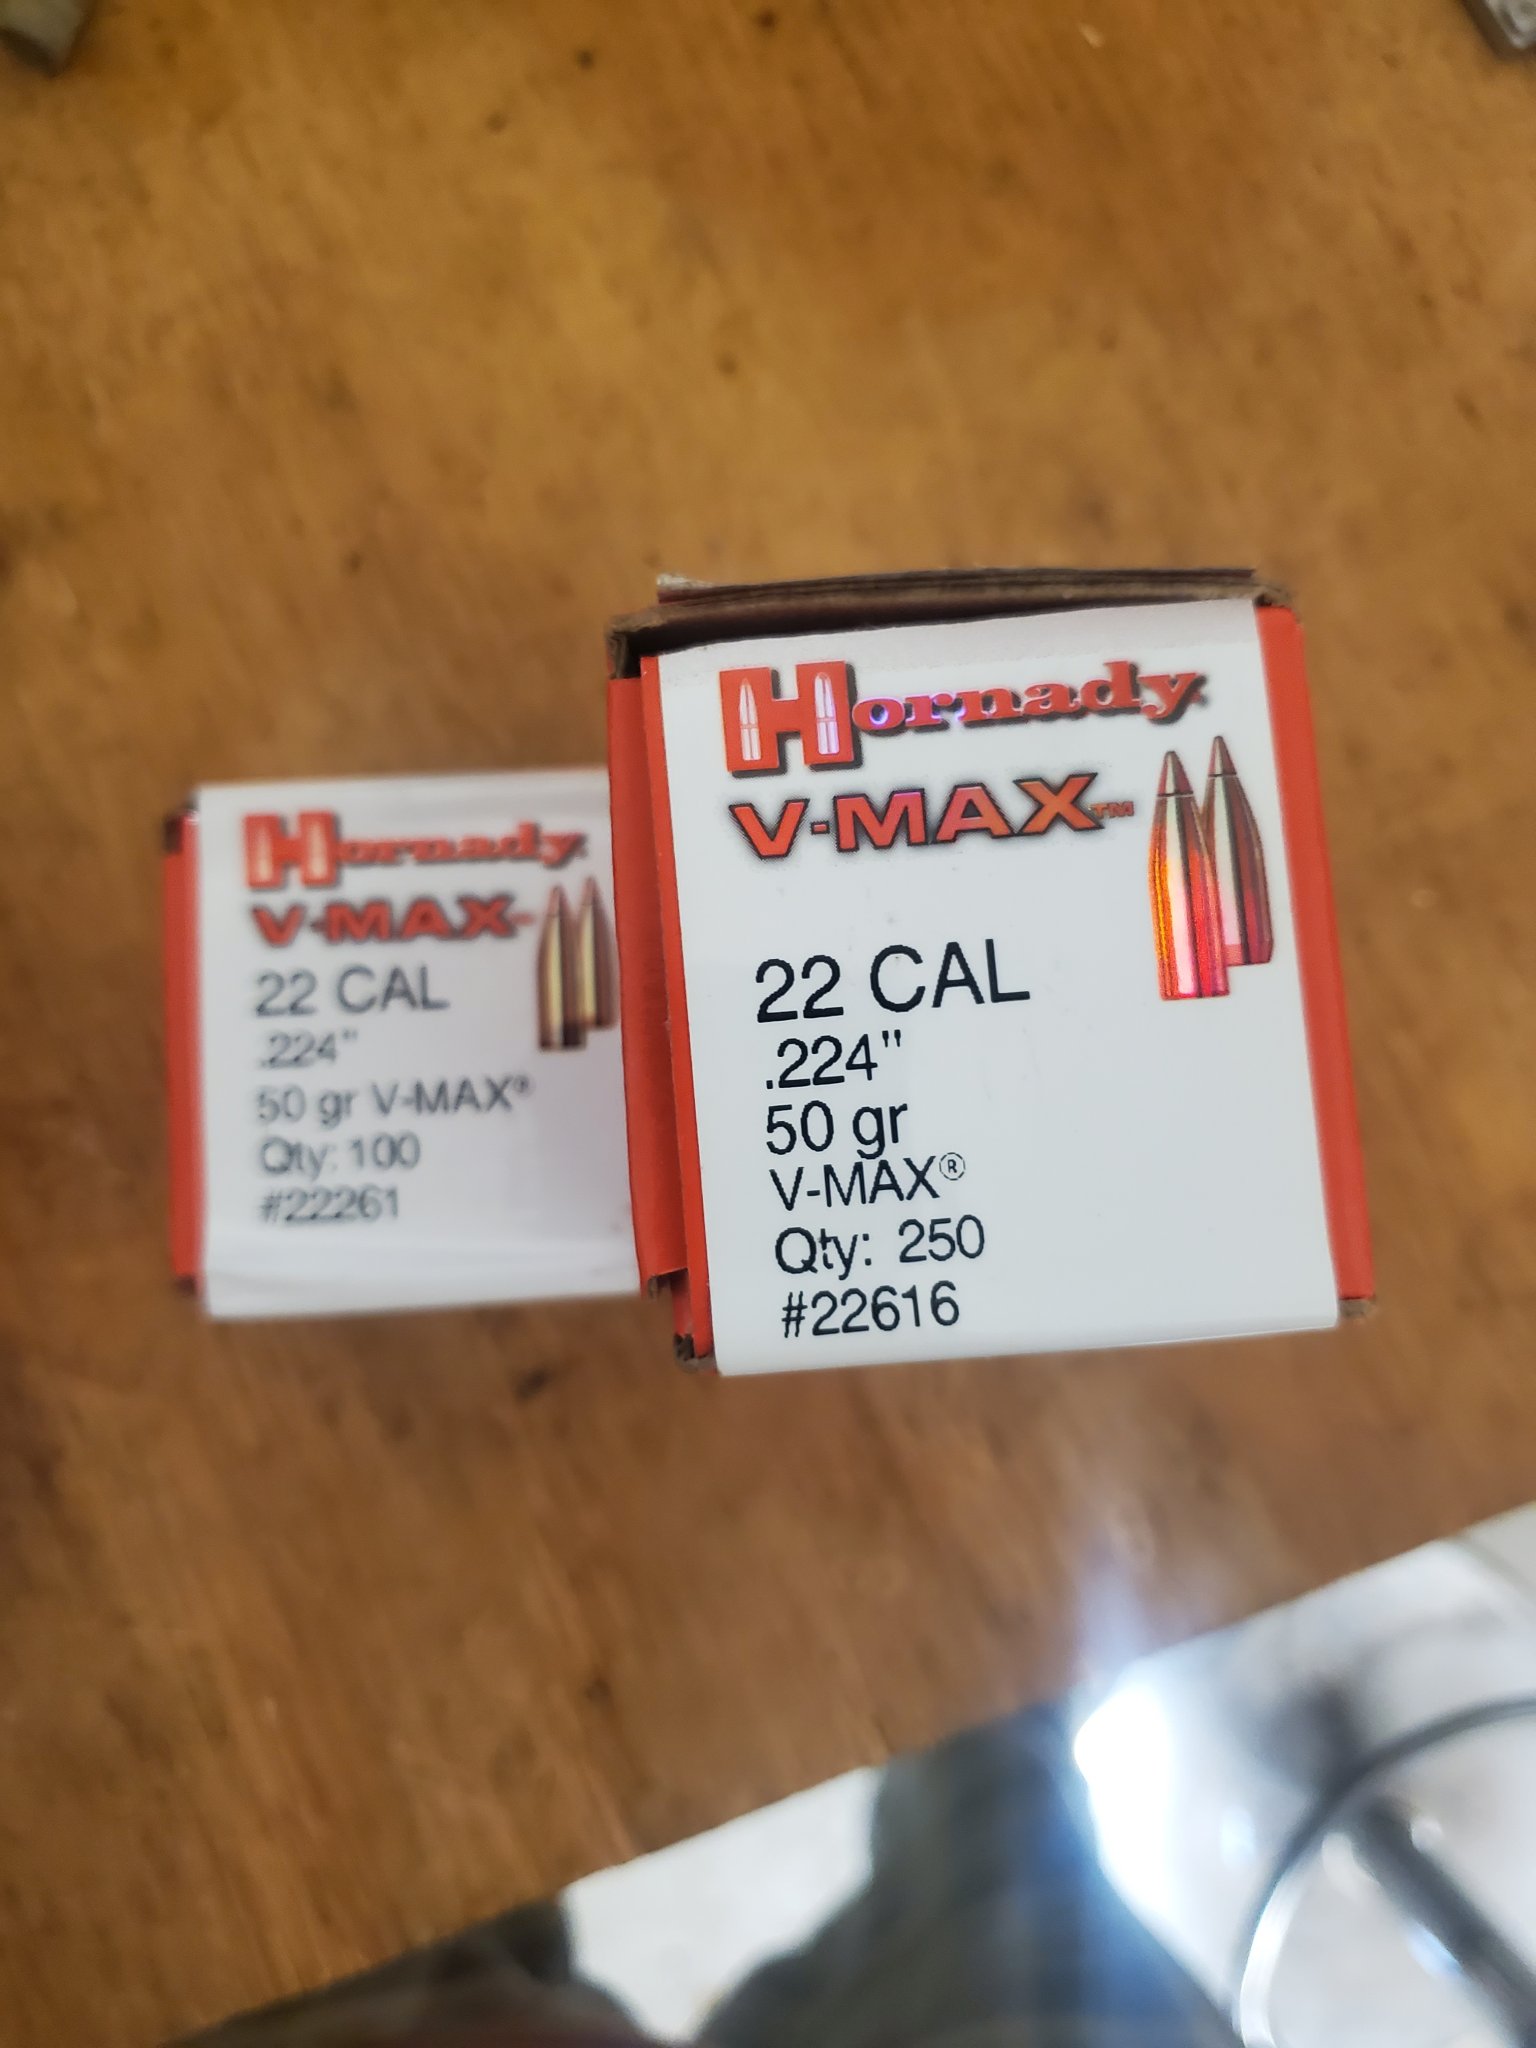 Hornady
V-MAX
22 CAL
.224"
50 gr V-MAX®
Qty: 100
#22261
Hornady
V-MAX™
22 CAL
.224"
50 gr
V-MAX®
Qty: 250
#22616